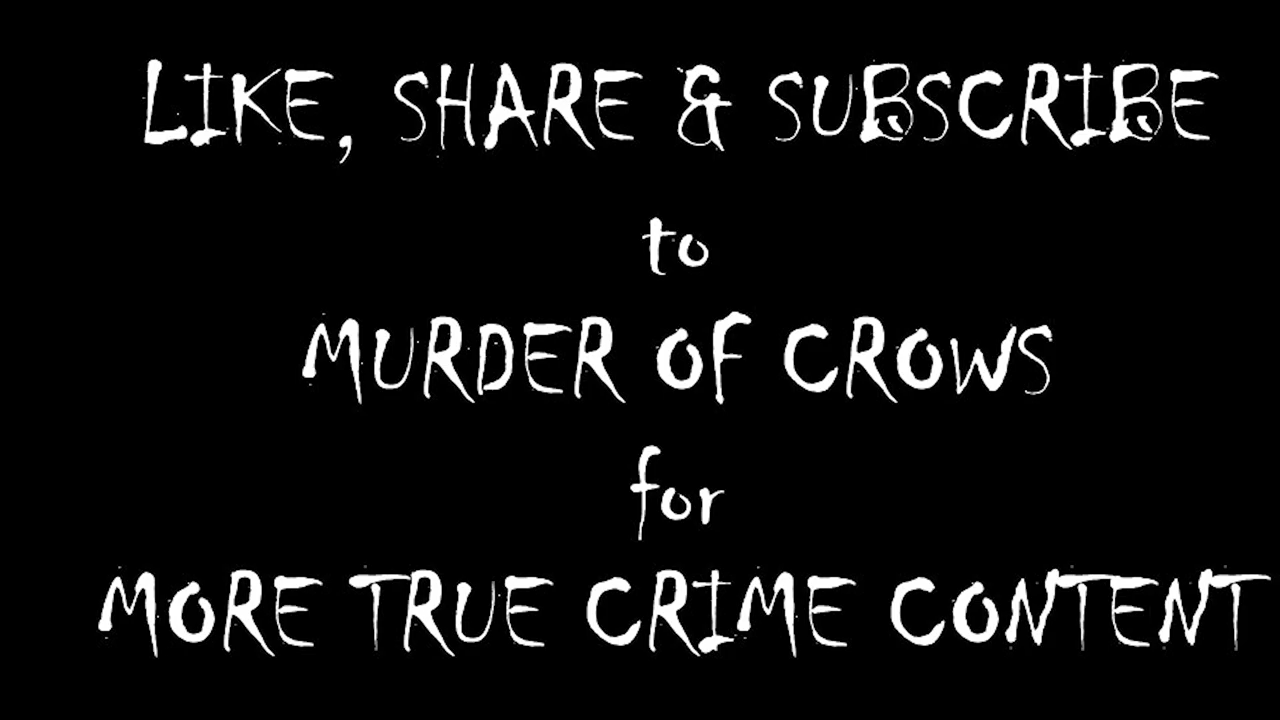 LIKE, SHARE & SUBSCRIBE
to
MURDER OF CROWS
for
MORE TRUE CRIME CONTENT